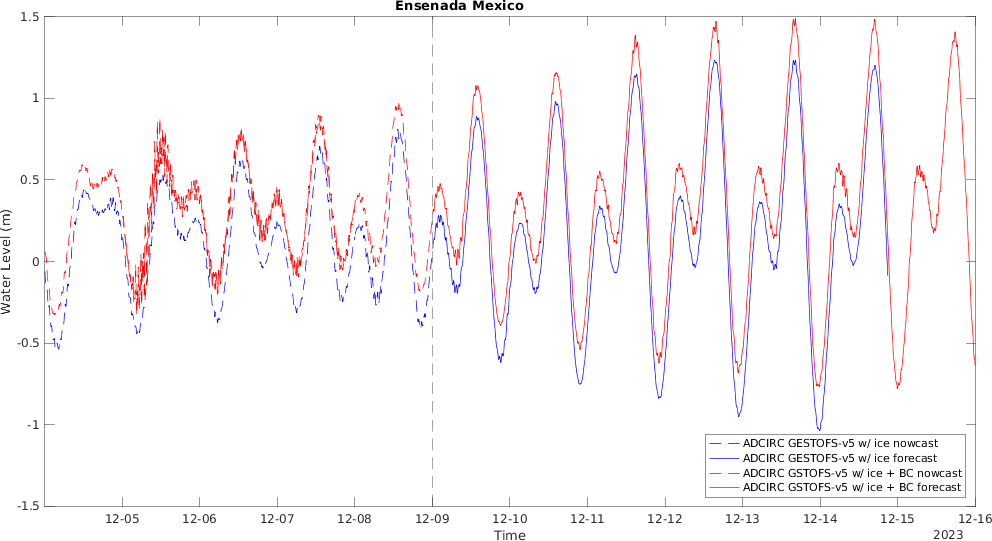 Ensenada Mexico
Water Level (m)
1.5
1
0.5
0
-0.5
-1
-1.5
ADCIRC GESTOFS-v5 w/ ice nowcast
ADCIRC GESTOFS-v5 w/ ice forecast
ADCIRC GSTOFS-v5 w/ ice + BC nowcast
ADCIRC GSTOFS-v5 w/ ice + BC forecast
12-05 12-06 12-07 12-08 12-09 12-10 12-11 12-12 12-13 12-14 12-15 12-16
Time
2023